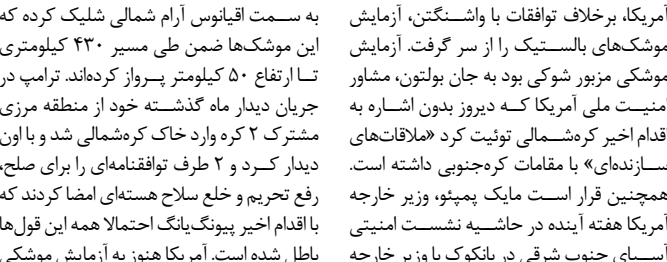 آمریکا، برخلاف توافقات با واشنگتن، آزمایش
موشک‌های بالستیک را از سر گرفت. آزمایش
موشکی مزبور شوکی بود به جان بولتون، مشاور
امنیت ملی آمریکا که دیروز بدون اشاره به
اقدام اخیر کره‌شمالی توئیت کرد «ملاقات‌های
سازنده‌ای» با مقامات کره‌جنوبی داشته است.
همچنین قرار است مایک پمپئو، وزیر خارجه
آمریکا هفته آینده در حاشیه نشست امنیتی
آسیای جنوب شرقی در بانکوک با وزیر خارجه
به سمت اقیانوس آرام شمالی شلیک کرده که
این موشک‌ها ضمن طی مسیر ۴۳۰ کیلومتری
تا ارتفاع ۵۰ کیلومتر پرواز کرده‌اند. ترامپ در
جریان دیدار ماه گذشته خود از منطقه مرزی
مشترک ۲ کره وارد خاک کره‌شمالی شد و با اون
دیدار کرد و ۲ طرف توافقنامه‌ای را برای صلح،
رفع تحریم و خلع سلاح هسته‌ای امضا کردند که
با اقدام اخیر پیونگ‌یانگ احتمالا همه این قول‌ها
باطل شده است. آمریکا هنوز به آزمایش موشکی